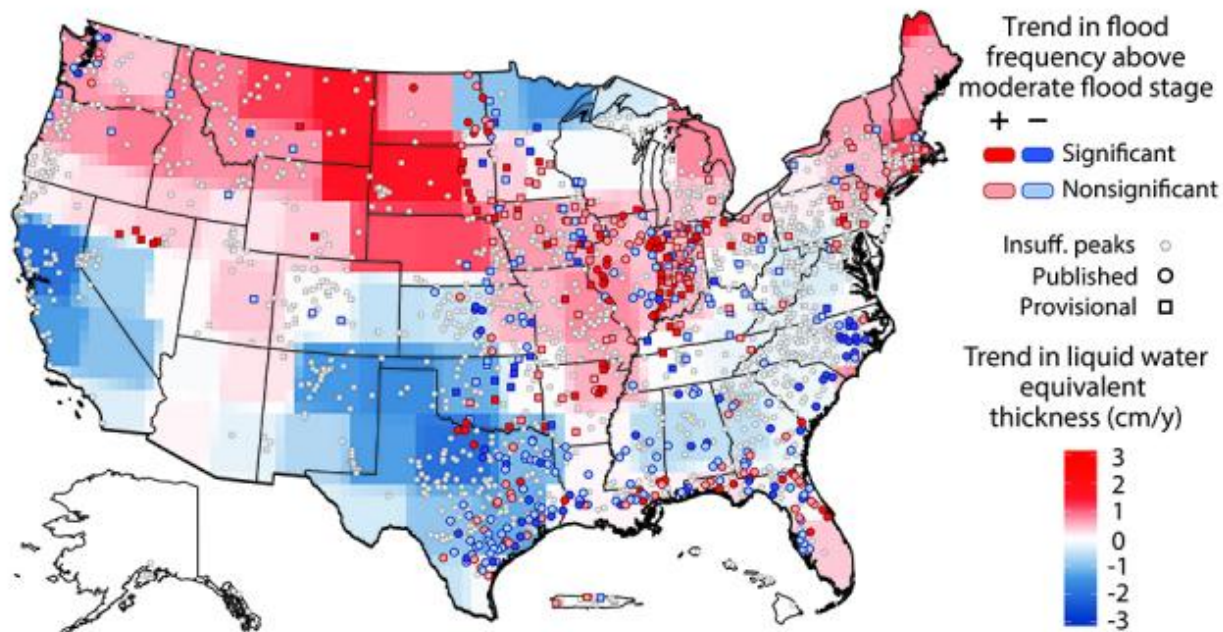 Trend in flood
frequency above
moderate flood stage
+ −
Significant
Nonsignificant
Insuff. peaks
Published
Provisional
Trend in liquid water
equivalent
thickness (cm/y)
3
2
1
0
-1
-2
-3